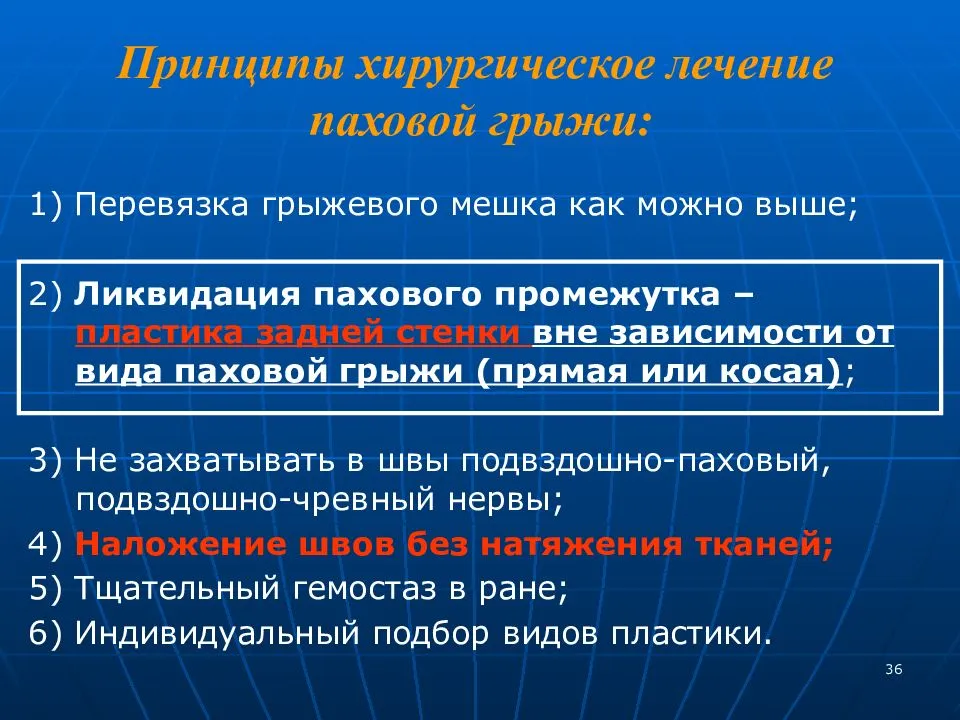 Принципы хирургическое лечение
паховой грыжи:
1) Перевязка грыжевого мешка как можно выше;
2) Ликвидация пахового промежутка –
пластика задней стенки вне зависимости от
вида паховой грыжи (прямая или косая);
3) Не захватывать в швы подвздошно-паховый,
подвздошно-чревный нервы;
4) Наложение швов без натяжения тканей;
5) Тщательный гемостаз в ране;
6) Индивидуальный подбор видов пластики.
36